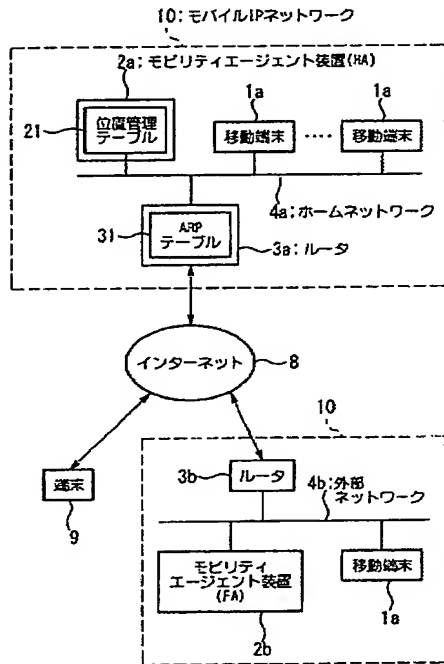 10:モバイルIPネットワーク
2a:モビリティエージェント装置(HA)
21
位置管理
テーブル
1a
移動端末
1a
移動端末
4a:ホームネットワーク
31
ARP
テーブル
3a:ルータ
インターネット
8
10
端末
9
3b
ルータ
4b:外部
ネットワーク
モビリティ
エージェント装置
(FA)
2b
移動端末
1a